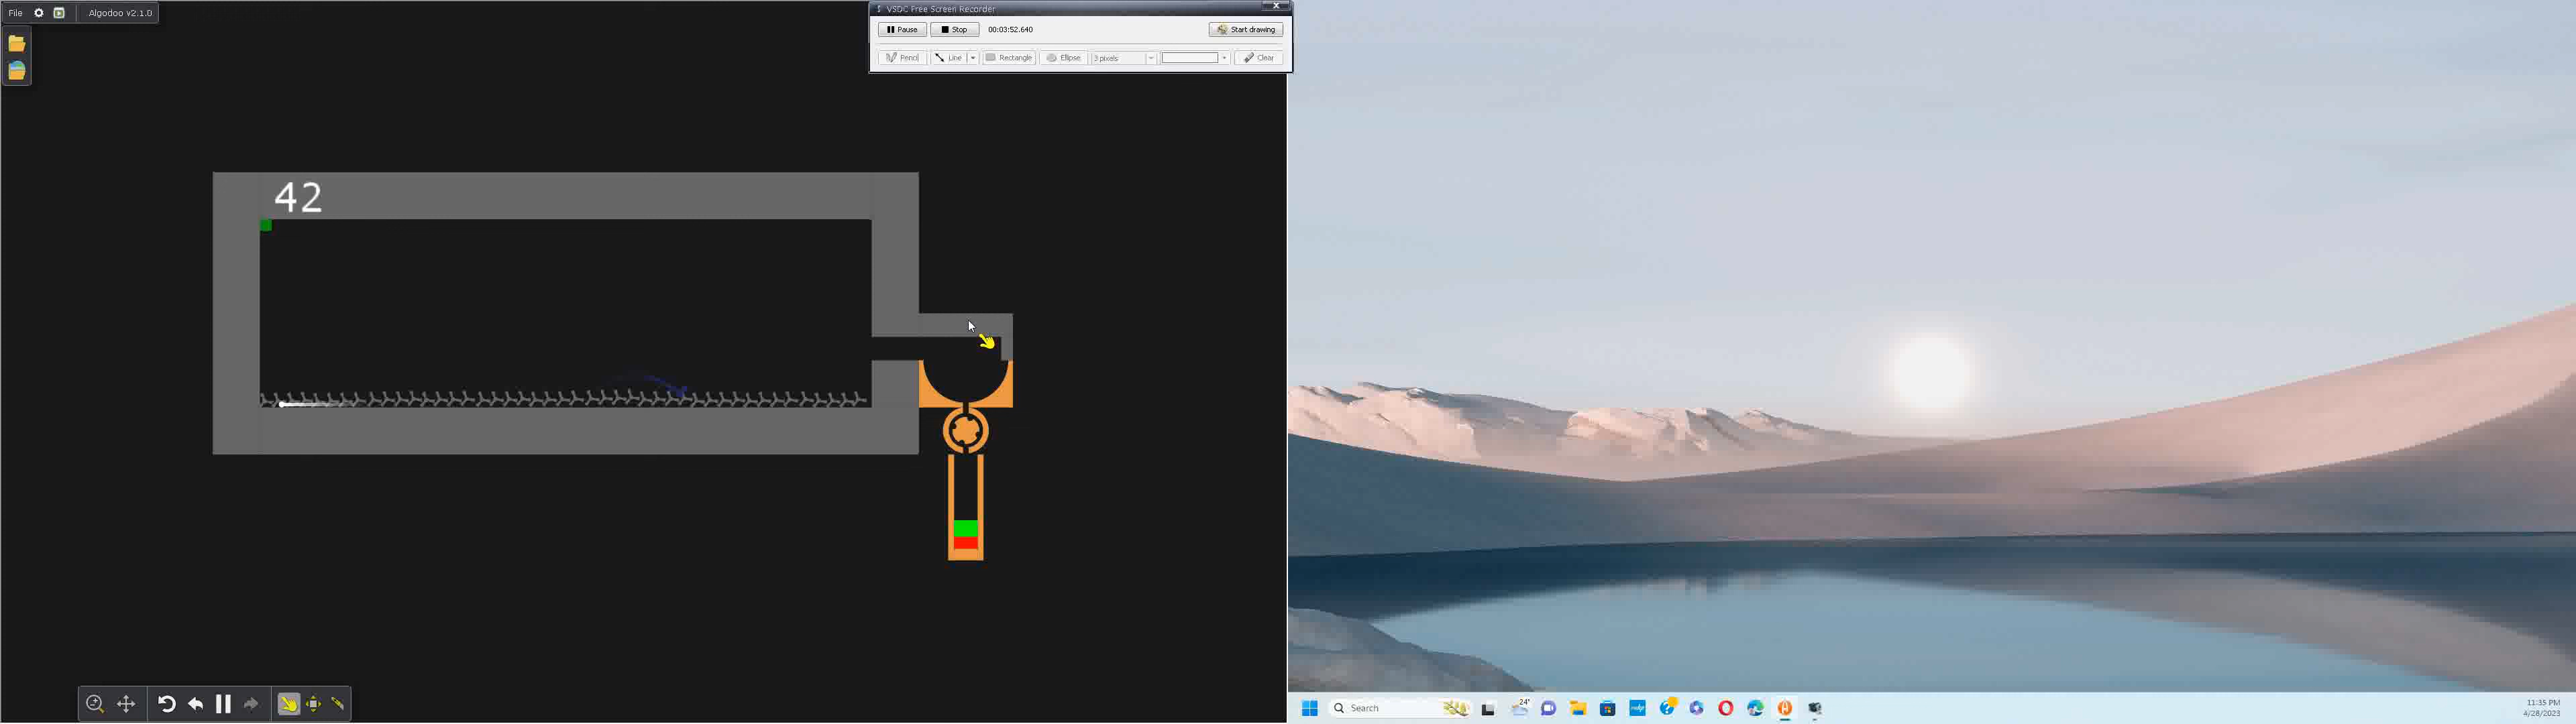 File
Algodoo v2.1.0
VSDC Free Screen Recorder
Pause
Stop
00:03:52.640
Start drawing
Pencil
Line
Rectangle
Ellipse
3 pixels
Clear
42
Search
24°
11:35 PM
4/28/2023